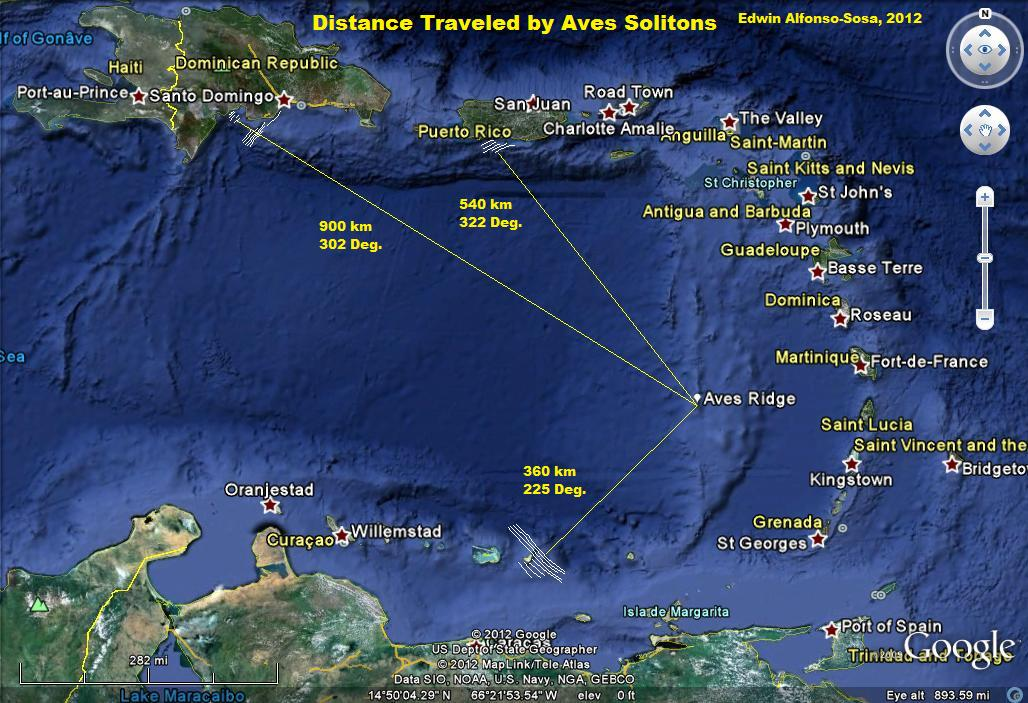 Distance Traveled by Aves Solitons
Edwin Alfonso-Sosa, 2012
N
lf of Gonâve
Haiti
Dominican Republic
Port-au-Prince
Santo Domingo
San Juan
Road Town
Puerto Rico
Charlotte Amalie
Anguilla
The Valley
Saint-Martin
Saint Kitts and Nevis
St Christopher
St John's
Antigua and Barbuda
Plymouth
900 km
302 Deg.
540 km
322 Deg.
Guadeloupe
Basse Terre
Dominica
Roseau
Sea
Martinique
Fort-de-France
Aves Ridge
Saint Lucia
Saint Vincent and the
Kingstown
Bridgeto
360 km
225 Deg.
Oranjestad
Curaçao
Willemstad
Grenada
St Georges
Isla de Margarita
Port of Spain
Trinidad and Tobago
Google
Caracas
© 2012 Google
US Dept of State Geographer
© 2012 MapLink/Tele Atlas
Data SIO, NOAA, U.S. Navy, NGA, GEBCO
282 mi
Lake Maracaibo
14°50'04.29" N 66°21'53.54" W elev 0 ft
Eye alt 893.59 mi